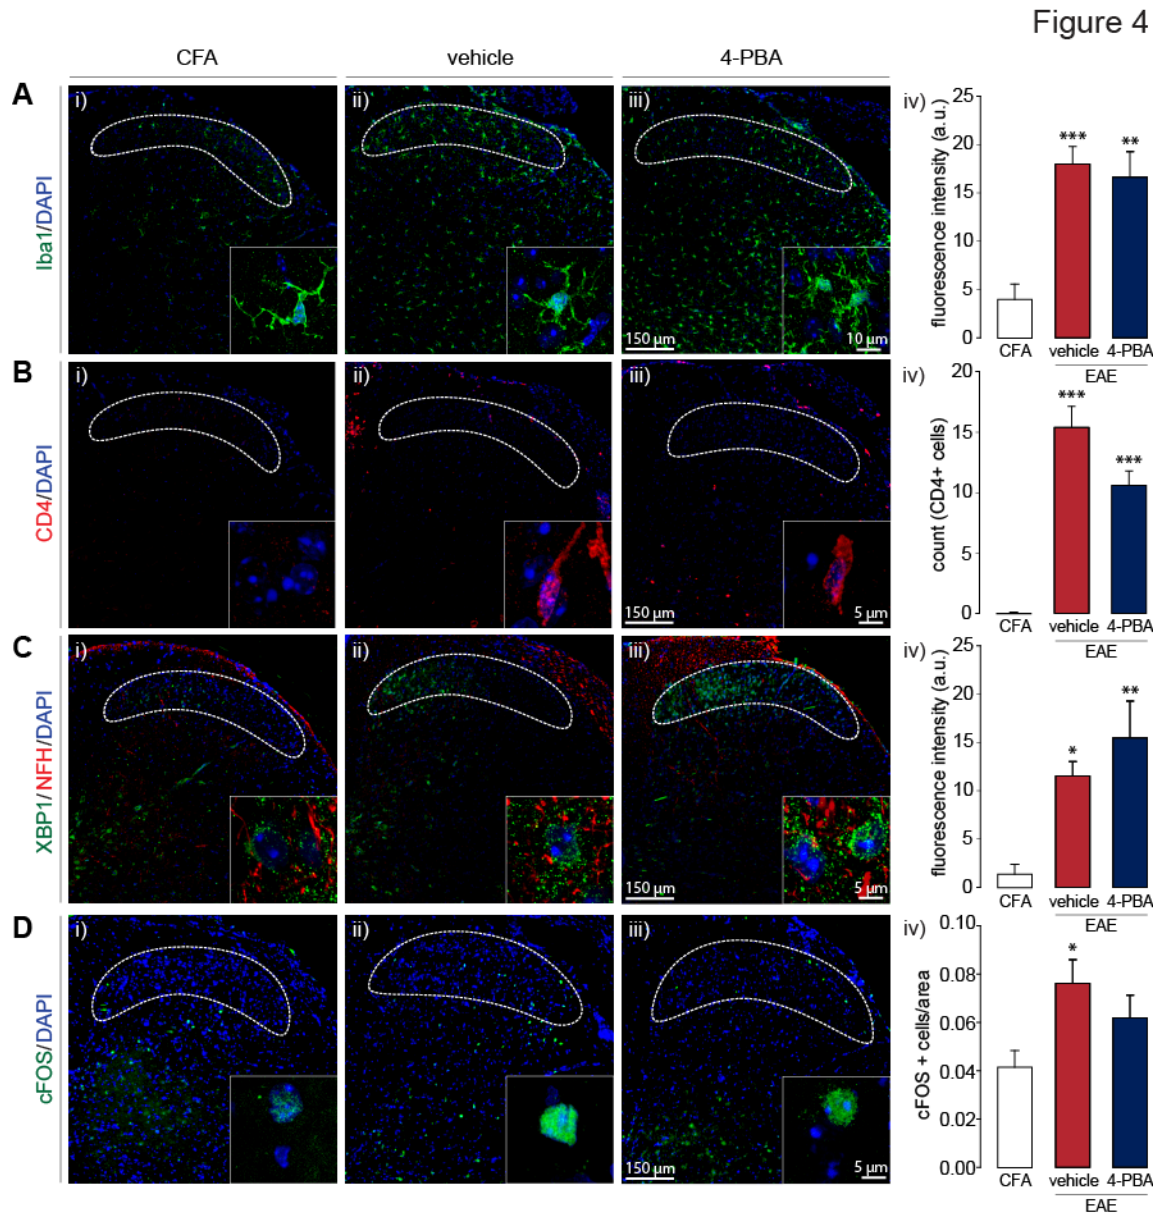 Figure 4
CFA vehicle 4-PBA
A i) ii) iii) iv)
Iba1/DAPI
150 µm 10 µm
fluorescence intensity (a.u.)
25
20
15
10
5
0
*** **
CFA vehicle 4-PBA
EAE
B i) ii) iii) iv)
CD4/DAPI
150 µm 5 µm
count (CD4+ cells)
20
15
10
5
0
*** ***
CFA vehicle 4-PBA
EAE
C i) ii) iii) iv)
XBP1/NFH/DAPI
150 µm 5 µm
fluorescence intensity (a.u.)
25
20
15
10
5
0
* **
CFA vehicle 4-PBA
EAE
D i) ii) iii) iv)
cFOS/DAPI
150 µm 5 µm
cFOS + cells/area
0.10
0.08
0.06
0.04
0.02
0.00
*
CFA vehicle 4-PBA
EAE